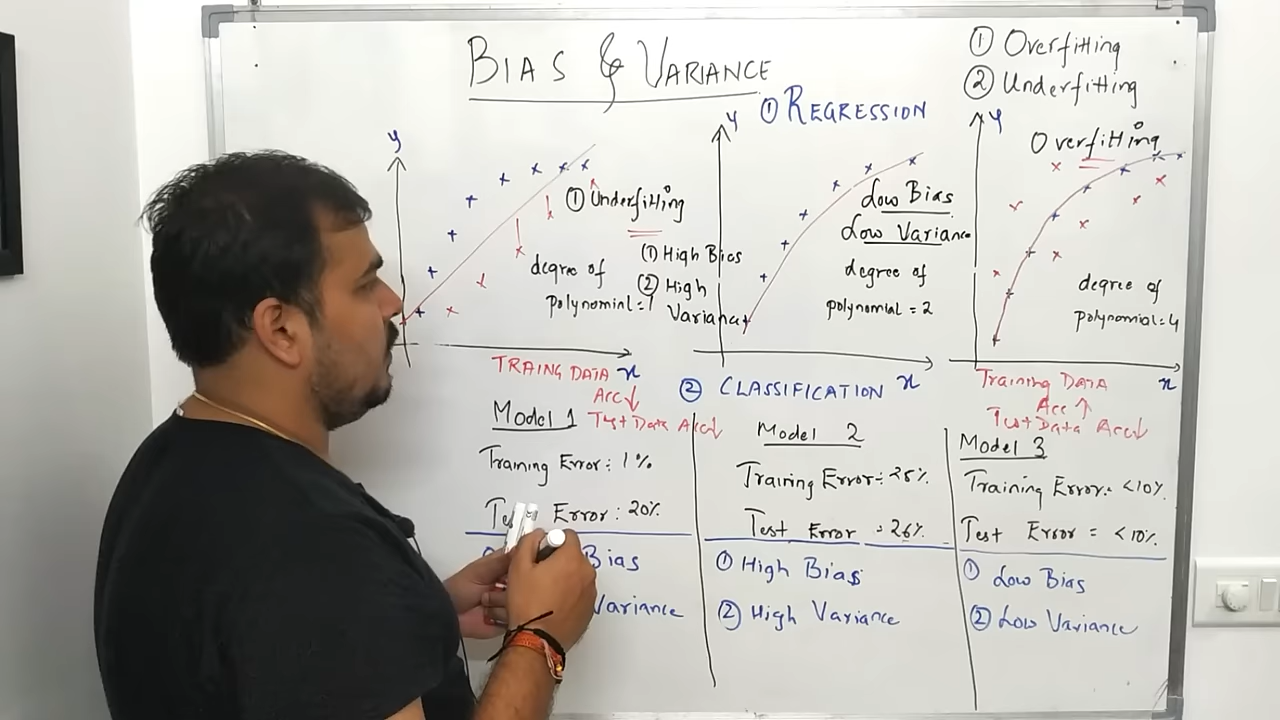 BIAS & VARIANCE
① Overfitting
② Underfitting
① REGRESSION
y
① Underfitting
① High Bias
② High Variance
degree of
polynomial = 1
x
y
Low Bias
Low Variance
degree of
polynomial = 2
x
y
Overfitting
degree of
polynomial = 4
x
TRAING DATA
Acc ↓
Test Data Acc↓
② CLASSIFICATION
Training DATA
Acc ↑
Test Data Acc↓
Model 1
Training Error: 1%
Error: 20%
Bias
Variance
Model 2
Training Error: 25%
Test Error = 26%
① High Bias
② High Variance
Model 3
Training Error: <10%
Test Error = <10%
① Low Bias
② Low Variance